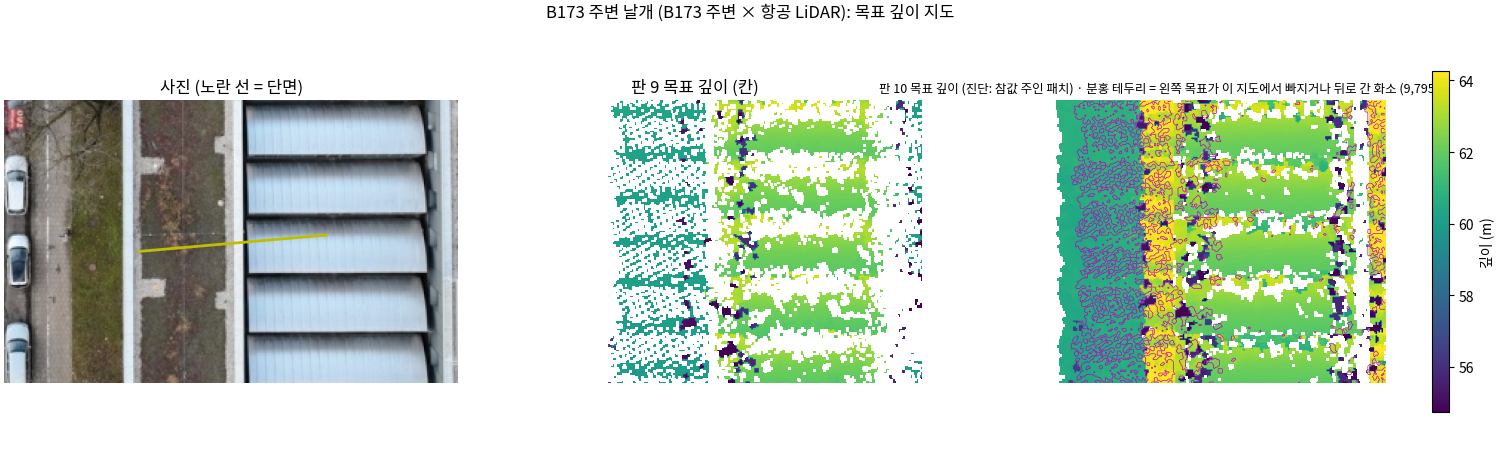 B173 주변 날개 (B173 주변 × 항공 LiDAR): 목표 깊이 지도
사진 (노란 선 = 단면)
판 9 목표 깊이 (칸)
판 10 목표 깊이 (진단: 참값 주인 패치) · 분홍 테두리 = 왼쪽 목표가 이 지도에서 빠지거나 뒤로 간 화소 (9,795
64
62
60
58
56
깊이 (m)